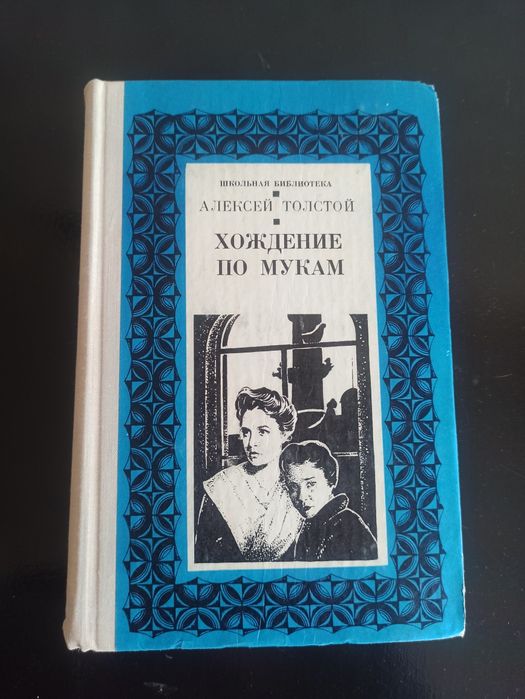 ШКОЛЬНАЯ БИБЛИОТЕКА
АЛЕКСЕЙ ТОЛСТОЙ
ХОЖДЕНИЕ
ПО МУКАМ